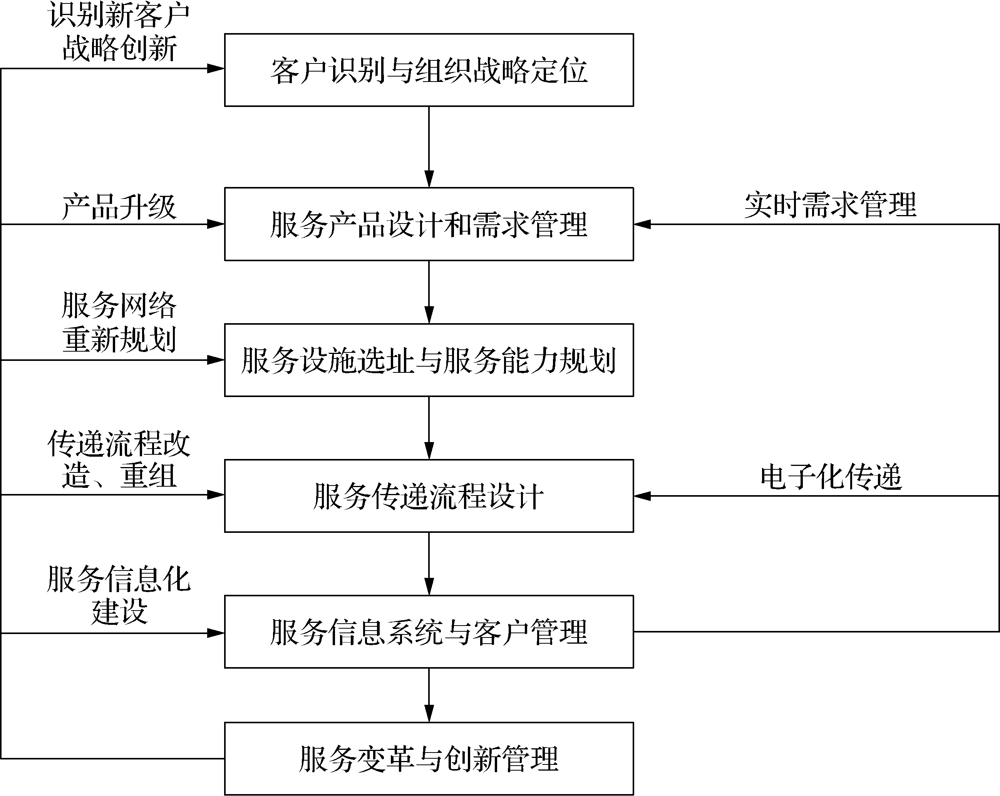 识别新客户
战略创新
客户识别与组织战略定位
产品升级
服务产品设计和需求管理
实时需求管理
服务网络
重新规划
服务设施选址与服务能力规划
传递流程改
造、重组
服务传递流程设计
电子化传递
服务信息化
建设
服务信息系统与客户管理
服务变革与创新管理